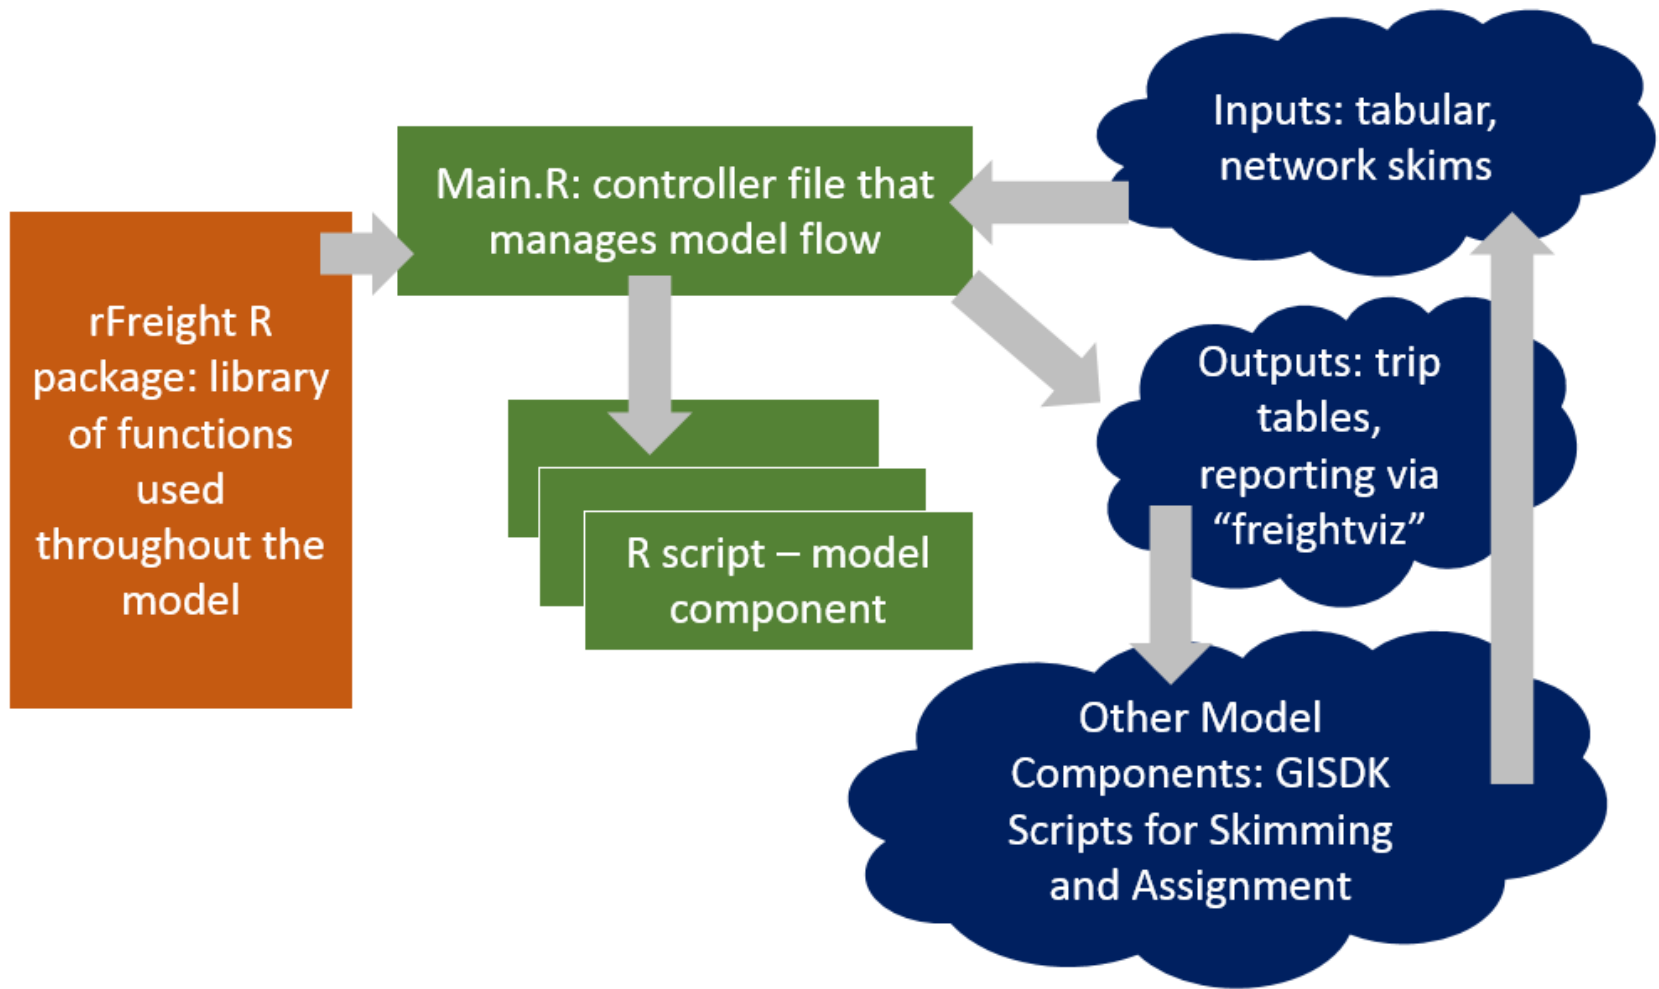 Inputs: tabular,
network skims
Main.R: controller file that
manages model flow
rFreight R
package: library
of functions
used
throughout the
model
Outputs: trip
tables,
reporting via
“freightviz”
R script – model
component
Other Model
Components: GISDK
Scripts for Skimming
and Assignment